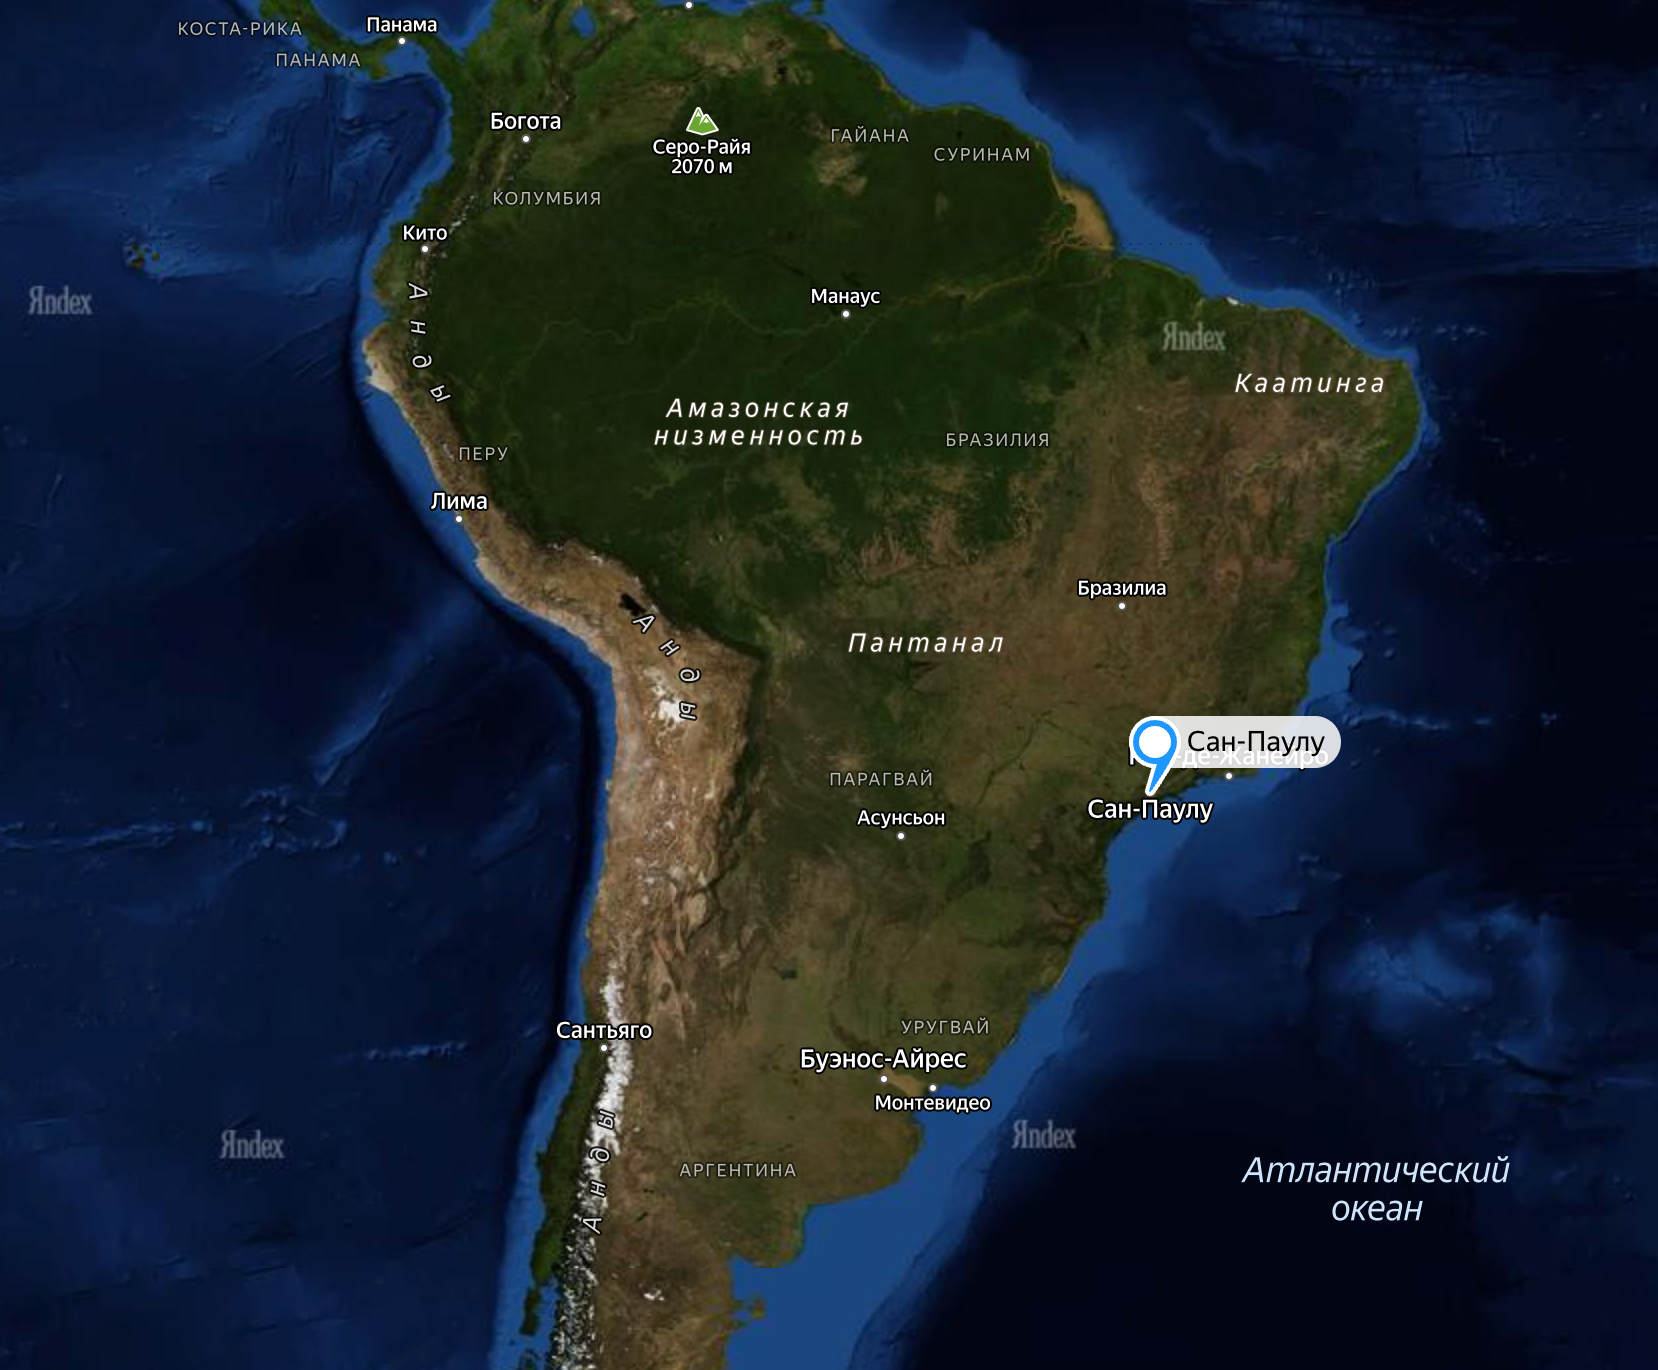 КОСТА-РИКА
Панама
ПАНАМА
Богота
Серо-Райя
2070 м
ГАЙАНА
СУРИНАМ
КОЛУМБИЯ
Кито
Анды
Яndex
Манаус
Яndex
Каатинга
Амазонская
низменность
БРАЗИЛИЯ
ПЕРУ
Лима
Бразилиа
Анды
Пантанал
Сан-Паулу
де-Жанейро
Сан-Паулу
ПАРАГВАЙ
Асунсьон
Сантьяго
УРУГВАЙ
Буэнос-Айрес
Монтевидео
Яndex
Яndex
Анды
АРГЕНТИНА
Атлантический
океан